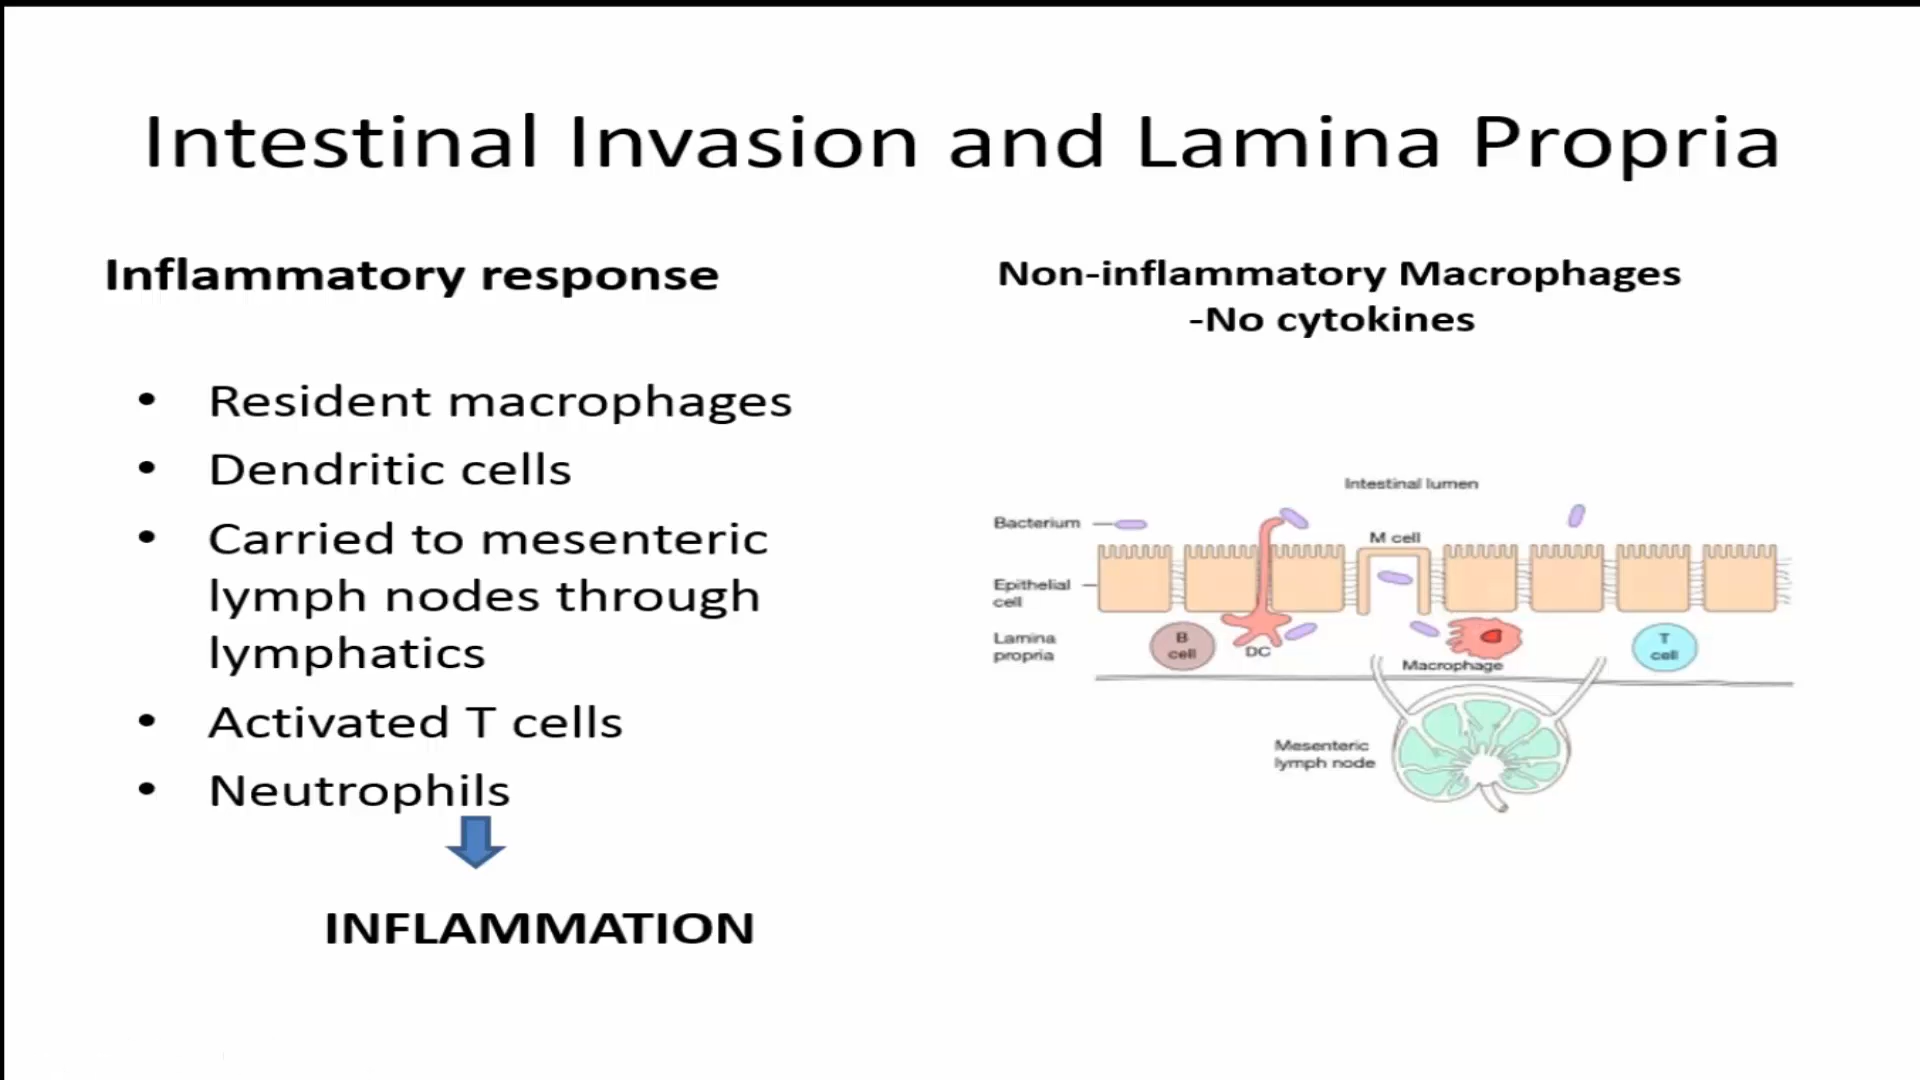 Intestinal Invasion and Lamina Propria
Inflammatory response
• Resident macrophages
• Dendritic cells
• Carried to mesenteric
lymph nodes through
lymphatics
• Activated T cells
• Neutrophils
INFLAMMATION
Non-inflammatory Macrophages
-No cytokines
Intestinal lumen
Bacterium
M cell
Epithelial
cell
Lamina
propria
B
cell
DC
Macrophage
T
cell
Mesenteric
lymph node